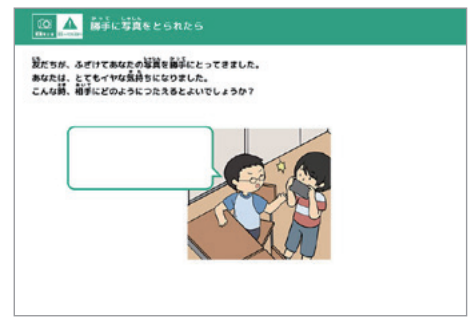 勝手に写真をとられたら
友だちが、ふざけてあなたの写真を勝手にとってきました。
あなたは、とてもイヤな気持ちになりました。
こんな時、相手にどのようにつたえるとよいでしょうか？